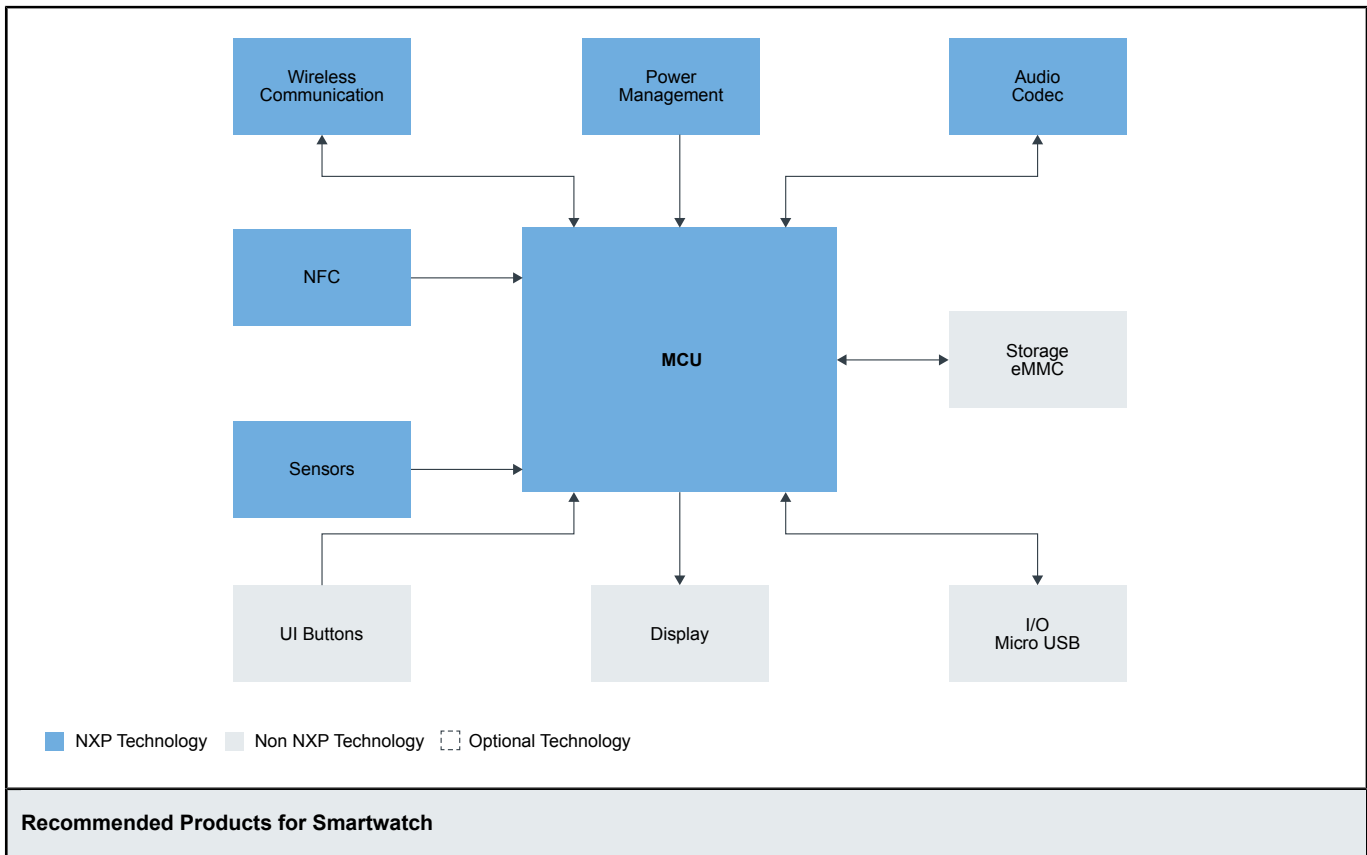 Wireless
Communication
Power
Management
Audio
Codec
NFC
MCU
Storage
eMMC
Sensors
UI Buttons
Display
I/O
Micro USB
NXP Technology
Non NXP Technology
Optional Technology
Recommended Products for Smartwatch